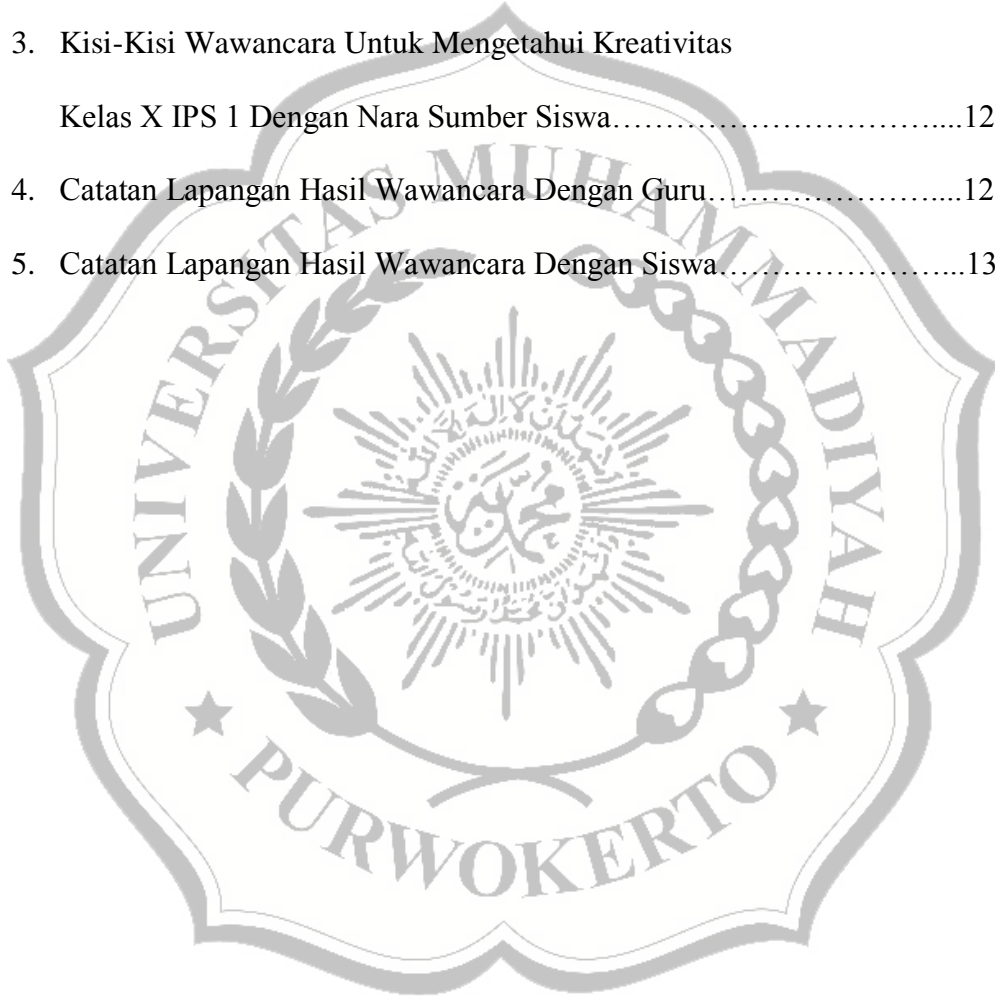 3. Kisi-Kisi Wawancara Untuk Mengetahui Kreativitas
Kelas X IPS 1 Dengan Nara Sumber Siswa…………………………....12
4. Catatan Lapangan Hasil Wawancara Dengan Guru…………………....12
5. Catatan Lapangan Hasil Wawancara Dengan Siswa…………………...13
UNIVERSITAS MUHAMMADIYAH
★ PURWOKERTO ★